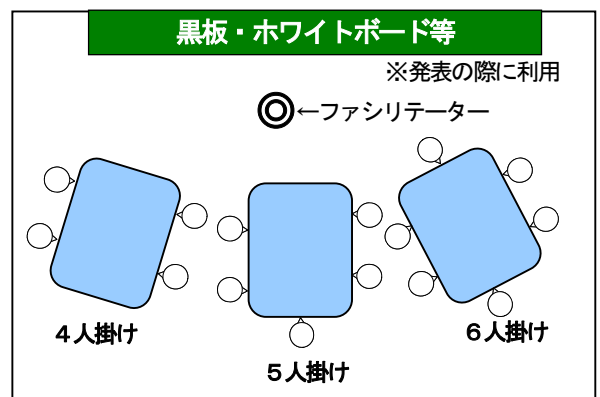 黒板・ホワイトボード等
※発表の際に利用
←ファシリテーター
４人掛け
６人掛け
５人掛け